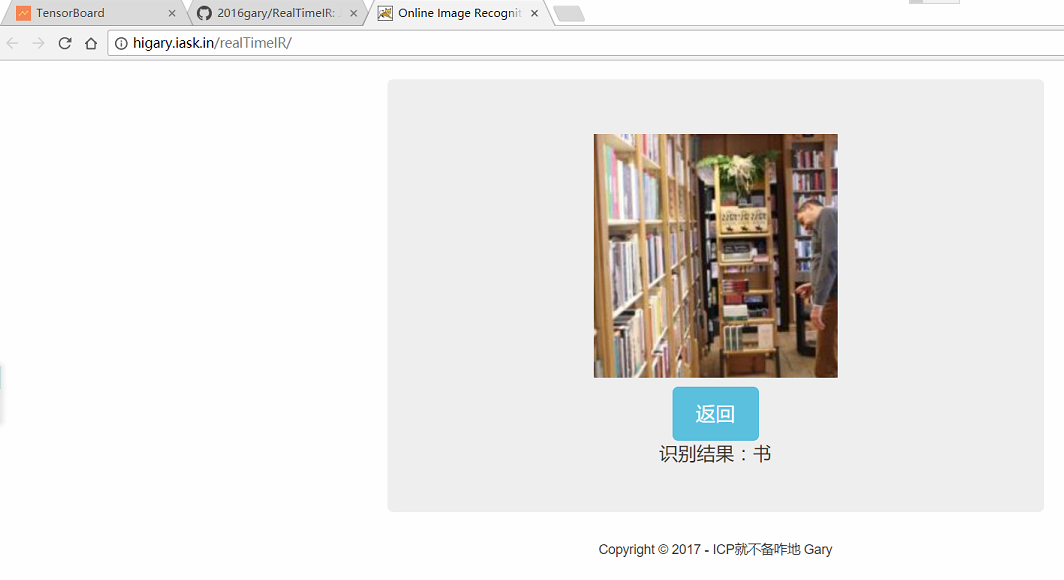 TensorBoard
2016gary/RealTimeIR:
Online Image Recognit
higary.iask.in/realTimeIR/
返回
识别结果：书
Copyright © 2017 - ICP就不备咋地 Gary